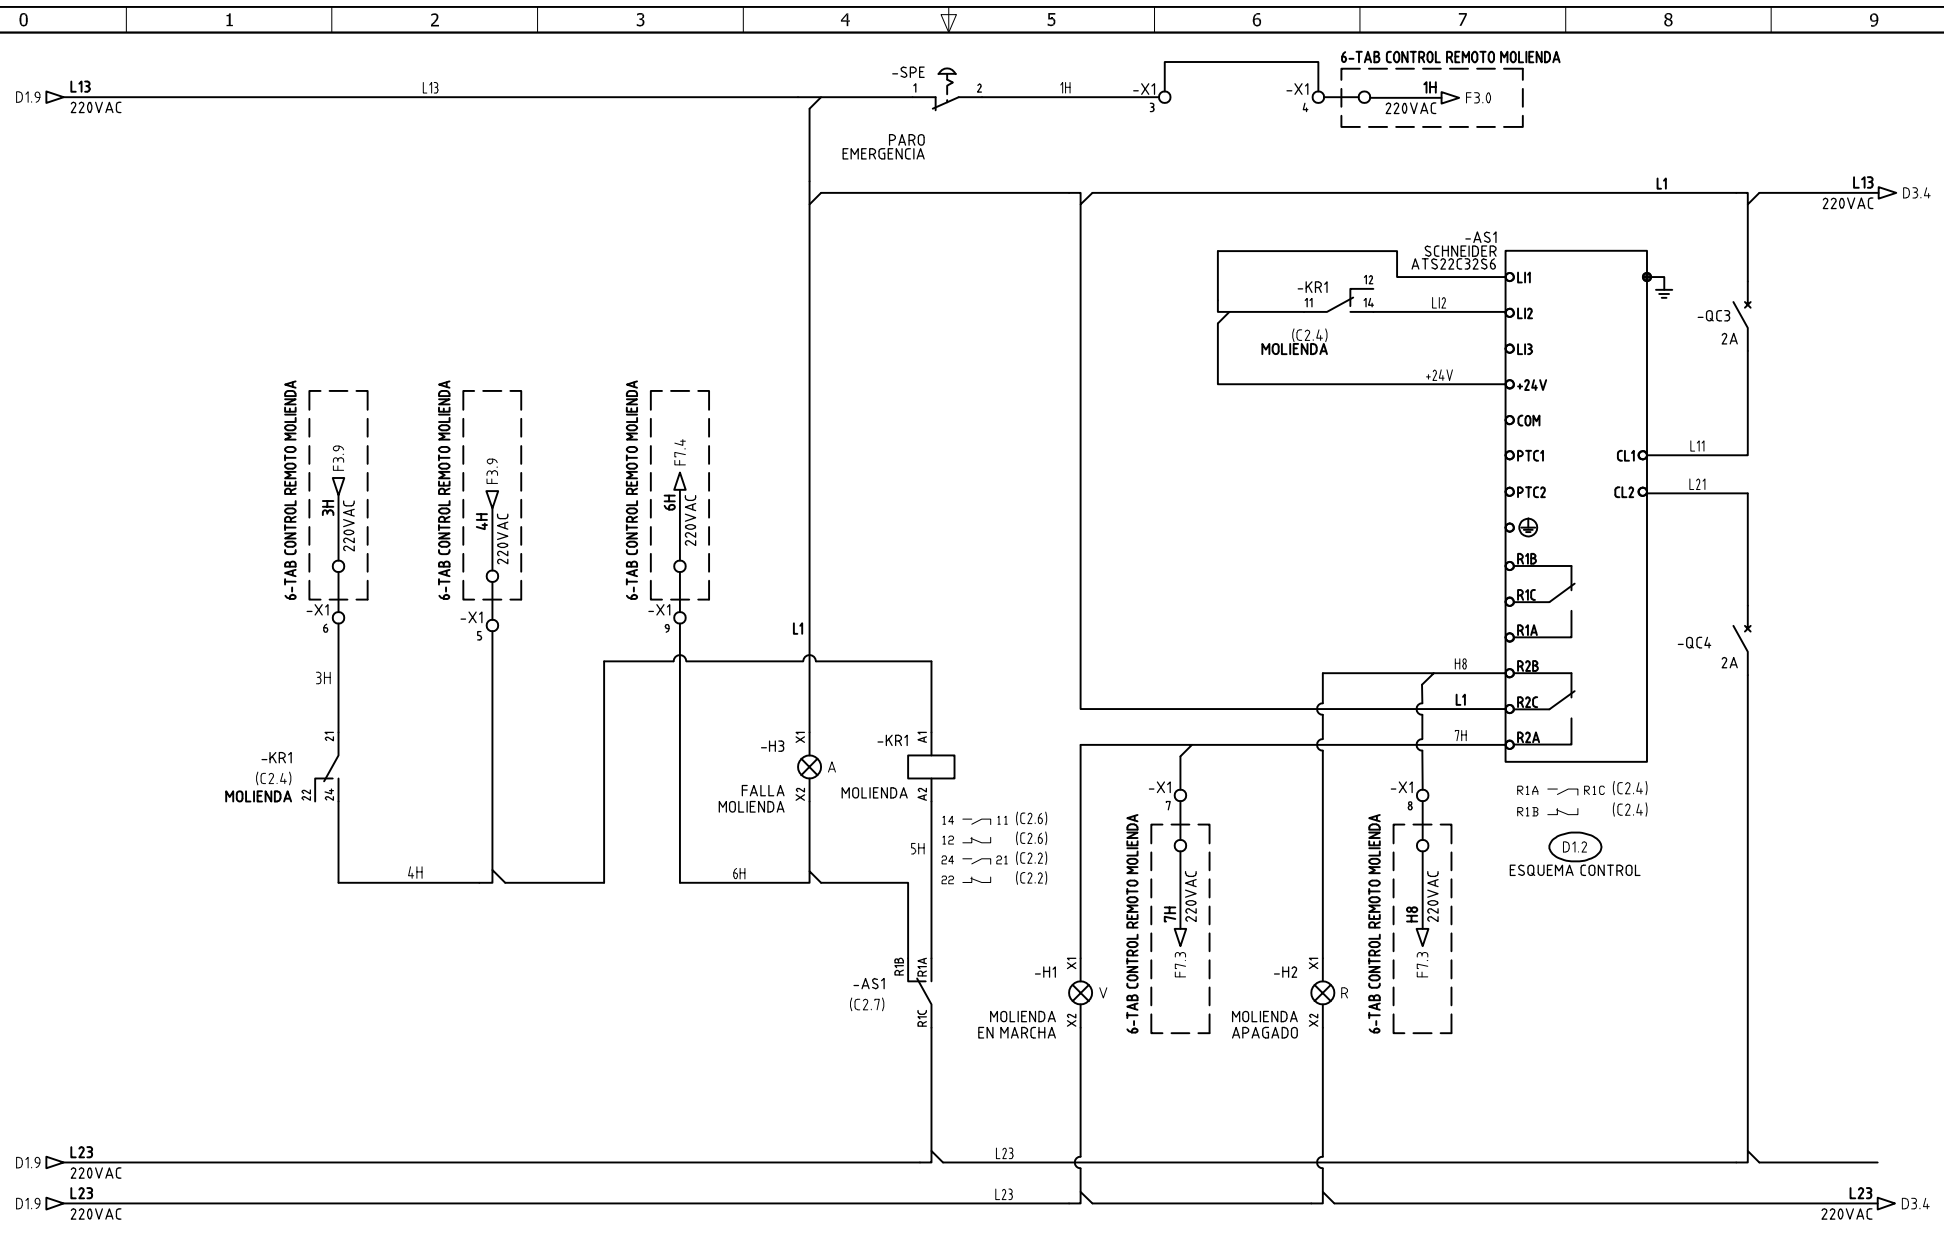 0 1 2 3 4 5 6 7 8 9
6-TAB CONTROL REMOTO MOLIENDA
D1.9 L13 L13 -SPE 1 2 1H -X1 3 -X1 4 1H F3.0
220VAC 220VAC
PARO
EMERGENCIA
L1 L13 D3.4
220VAC
-AS1
SCHNEIDER
ATS22C32S6
LI1
-KR1 12
11 14 LI2 LI2
(C2.4)
MOLIENDA
LI3
+24V +24V
COM
PTC1 CL1 L11
PTC2 CL2 L21
-QC3
2A
R1B
R1C
R1A
H8 R2B
L1 R2C
7H R2A
-QC4
2A
6-TAB CONTROL REMOTO MOLIENDA
3H F3.9
220VAC
-X1
6
6-TAB CONTROL REMOTO MOLIENDA
4H F3.9
220VAC
-X1
5
6-TAB CONTROL REMOTO MOLIENDA
6H F7.4
220VAC
-X1
9
L1
3H
21
-KR1
(C2.4)
MOLIENDA 22 24
-H3 X1 A
FALLA
MOLIENDA X2
-KR1 A1
MOLIENDA A2
14 11 (C2.6)
12 (C2.6)
24 21 (C2.2)
22 (C2.2)
5H
4H 6H
-X1
7
-X1
8
R1A R1C (C2.4)
R1B (C2.4)
D1.2
ESQUEMA CONTROL
6-TAB CONTROL REMOTO MOLIENDA
7H F7.3
220VAC
6-TAB CONTROL REMOTO MOLIENDA
H8 F7.3
220VAC
R1B R1A
-AS1
(C2.7)
R1C
-H1 X1 V
MOLIENDA
EN MARCHA X2
-H2 X1 R
MOLIENDA
APAGADO X2
D1.9 L23 L23
220VAC
D1.9 L23 L23 L23 D3.4
220VAC 220VAC